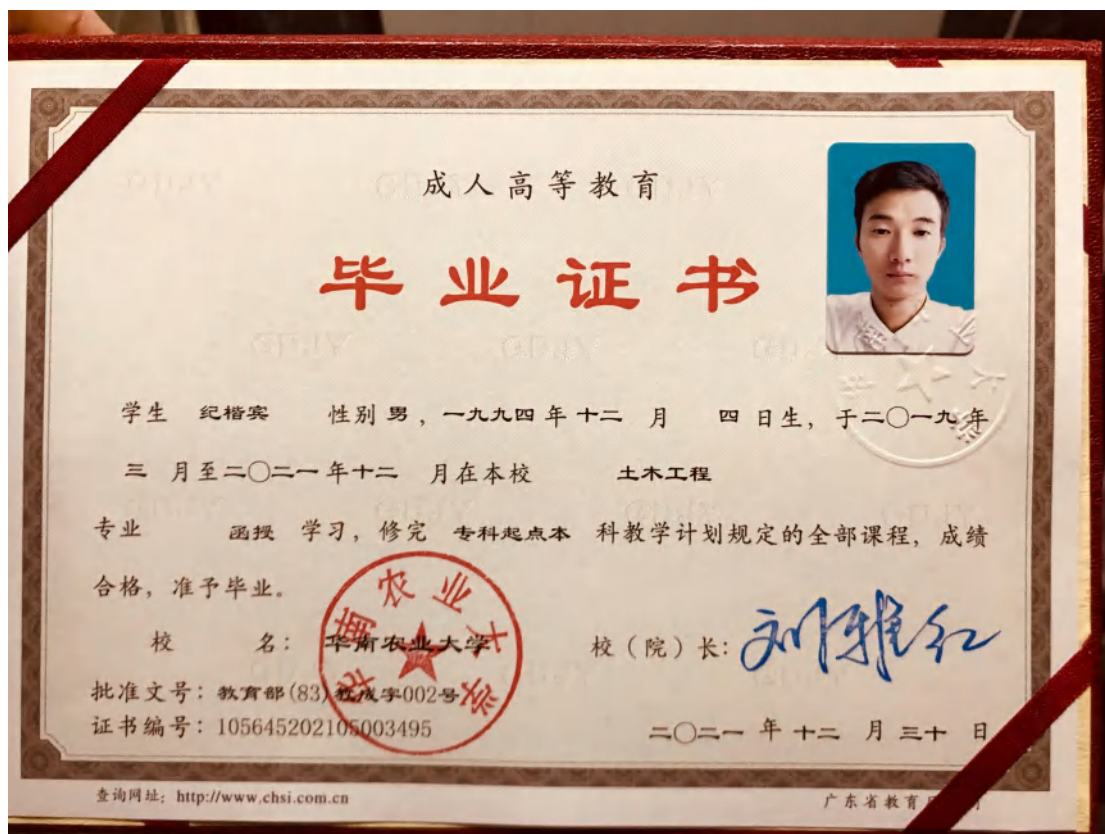 成人高等教育
毕业证书
学生 纪楷宾 性别 男，一九九四 年 十二 月 四 日生，于二〇一九 年
三 月至二〇二一 年 十二 月在本校 土木工程
专业 函授 学习，修完 专科起点本 科教学计划规定的全部课程，成绩
合格，准予毕业。
校 名：华南农业大学
华南农业大学
校（院）长：刘雅红
批准文号：教育部(83)教成字002号
证书编号：105645202105003495
二〇二一 年 十二 月 三十 日
查询网址：http://www.chsi.com.cn
广东省教育